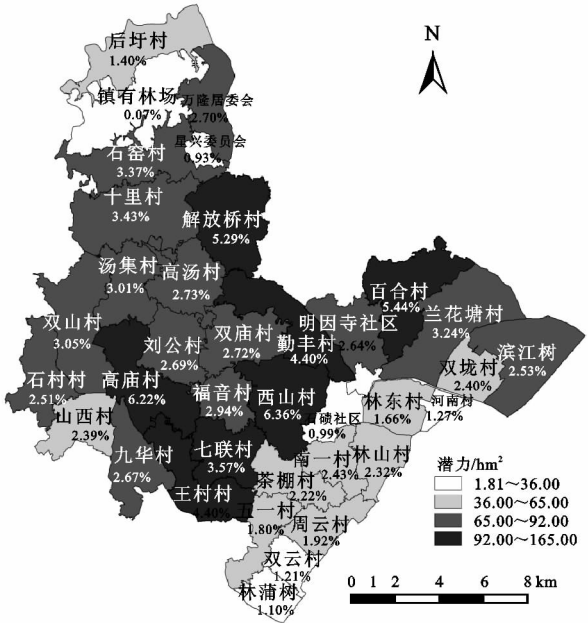 后圩村
1.40%
N
镇有林场
0.07%
万隆居委会
2.70%
星兴委员会
0.93%
石窑村
3.37%
十里村
3.43%
解放桥村
5.29%
汤集村
3.01%
高汤村
2.73%
百合村
5.44%
兰花塘村
3.24%
双山村
3.05%
刘公村
2.69%
双庙村
2.72%
明因寺社区
2.64%
勤丰村
4.40%
双垅村
2.40%
滨江树
2.53%
石村村
2.51%
高庙村
6.22%
福音村
2.94%
西山村
6.36%
林东村
1.66%
河南村
1.27%
山西村
2.39%
碛社区
0.99%
九华村
2.67%
七联村
3.57%
南一村
2.43%
林山村
2.32%
王村村
4.40%
茶棚村
2.22%
五一村
1.80%
周云村
1.92%
双云村
1.21%
林蒲树
1.10%
潜力/hm²
1.81～36.00
36.00～65.00
65.00～92.00
92.00～165.00
0 1 2 4 6 8 km